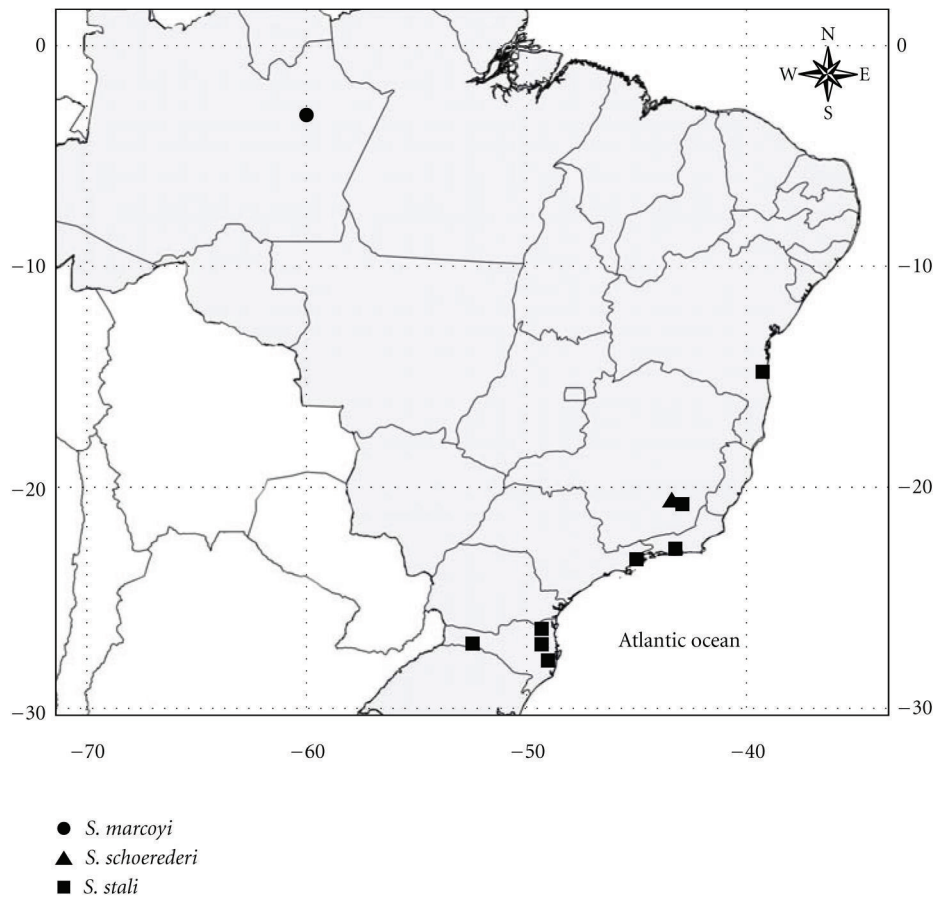 N
0
0
W
E
S
−10
−10
−20
−20
Atlantic ocean
−30
−30
−70
−60
−50
−40
S. marcoyi
S. schoerederi
S. stali